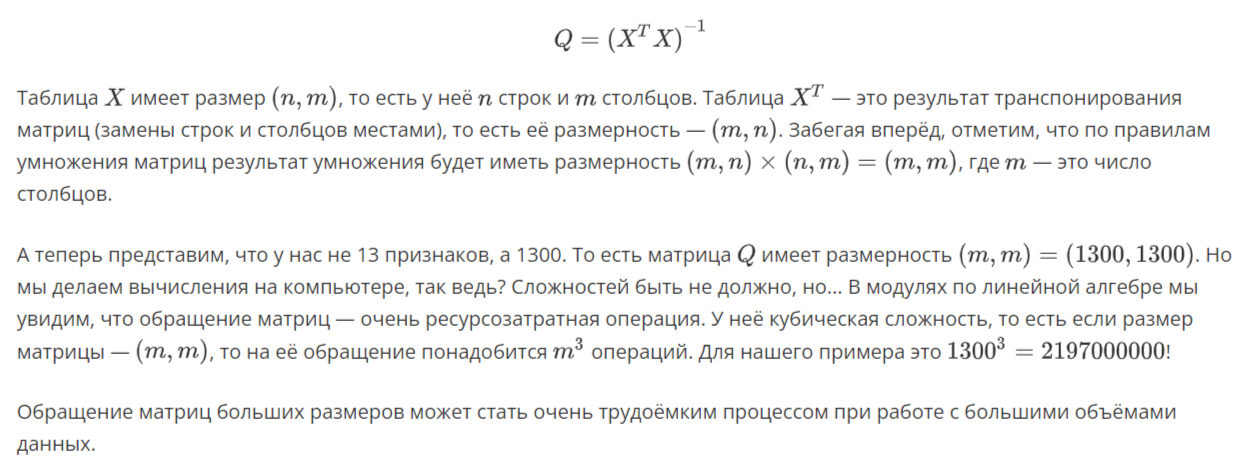 Q = (X^T X)^{-1}
Таблица X имеет размер (n, m), то есть у неё n строк и m столбцов. Таблица X^T — это результат транспонирования
матриц (замены строк и столбцов местами), то есть её размерность — (m, n). Забегая вперёд, отметим, что по правилам
умножения матриц результат умножения будет иметь размерность (m, n) × (n, m) = (m, m), где m — это число
столбцов.
А теперь представим, что у нас не 13 признаков, а 1300. То есть матрица Q имеет размерность (m, m) = (1300, 1300). Но
мы делаем вычисления на компьютере, так ведь? Сложностей быть не должно, но... В модулях по линейной алгебре мы
увидим, что обращение матриц — очень ресурсозатратная операция. У неё кубическая сложность, то есть если размер
матрицы — (m, m), то на её обращение понадобится m^3 операций. Для нашего примера это 1300^3 = 2197000000!
Обращение матриц больших размеров может стать очень трудоёмким процессом при работе с большими объёмами
данных.